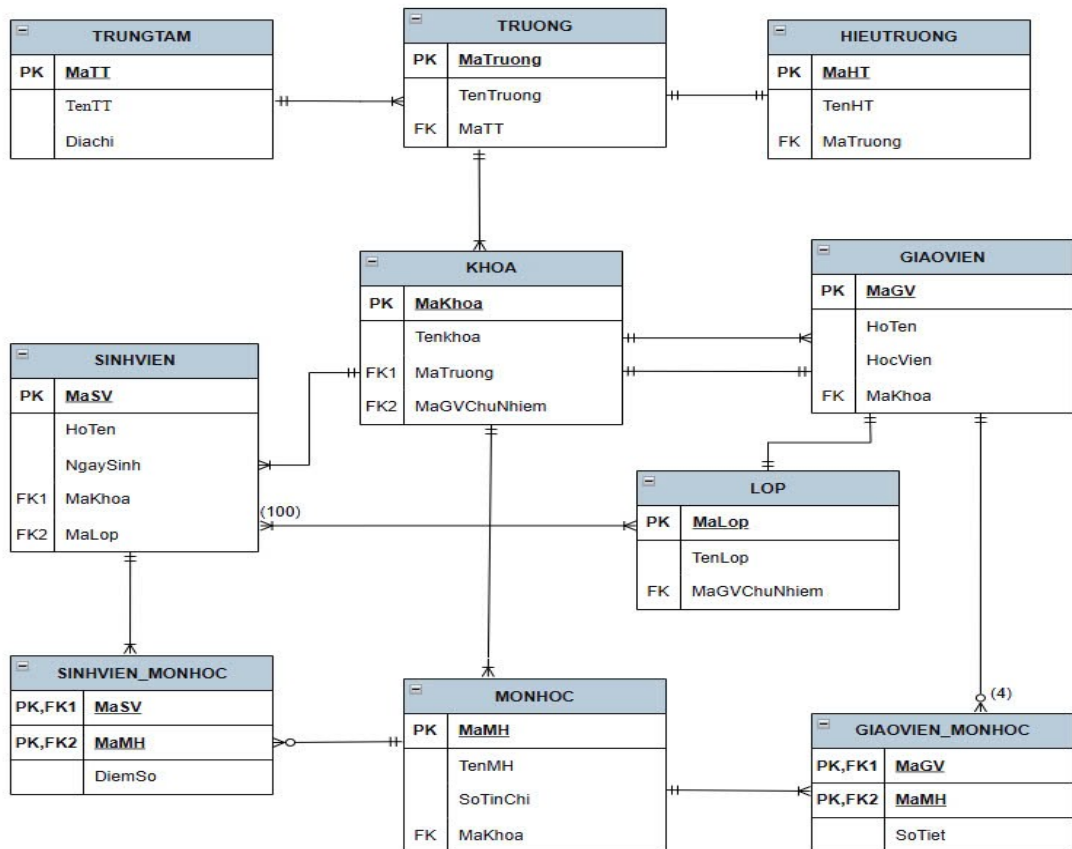 TRUNGTAM
PK MaTT
TenTT
Diachi
TRUONG
PK MaTruong
TenTruong
FK MaTT
HIEUTRUONG
PK MaHT
TenHT
FK MaTruong
KHOA
PK MaKhoa
Tenkhoa
FK1 MaTruong
FK2 MaGVChuNhiem
GIAOVIEN
PK MaGV
HoTen
HocVien
FK MaKhoa
SINHVIEN
PK MaSV
HoTen
NgaySinh
FK1 MaKhoa
FK2 MaLop
(100)
LOP
PK MaLop
TenLop
FK MaGVChuNhiem
SINHVIEN_MONHOC
PK,FK1 MaSV
PK,FK2 MaMH
DiemSo
MONHOC
PK MaMH
TenMH
SoTinChi
FK MaKhoa
(4)
GIAOVIEN_MONHOC
PK,FK1 MaGV
PK,FK2 MaMH
SoTiet